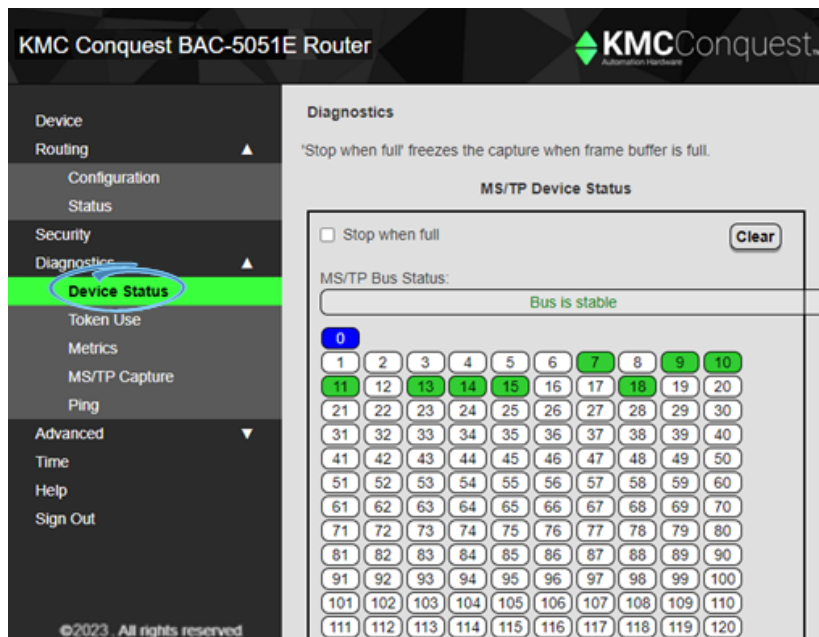 KMC Conquest BAC-5051E Router
KMCConquest™
Automation Hardware
Device
Routing ▲
Configuration
Status
Security
Diagnostics ▲
Device Status
Token Use
Metrics
MS/TP Capture
Ping
Advanced ▼
Time
Help
Sign Out
©2023 . All rights reserved
Diagnostics
'Stop when full' freezes the capture when frame buffer is full.
MS/TP Device Status
Stop when full Clear
MS/TP Bus Status:
Bus is stable
0
1 2 3 4 5 6 7 8 9 10
11 12 13 14 15 16 17 18 19 20
21 22 23 24 25 26 27 28 29 30
31 32 33 34 35 36 37 38 39 40
41 42 43 44 45 46 47 48 49 50
51 52 53 54 55 56 57 58 59 60
61 62 63 64 65 66 67 68 69 70
71 72 73 74 75 76 77 78 79 80
81 82 83 84 85 86 87 88 89 90
91 92 93 94 95 96 97 98 99 100
101 102 103 104 105 106 107 108 109 110
111 112 113 114 115 116 117 118 119 120